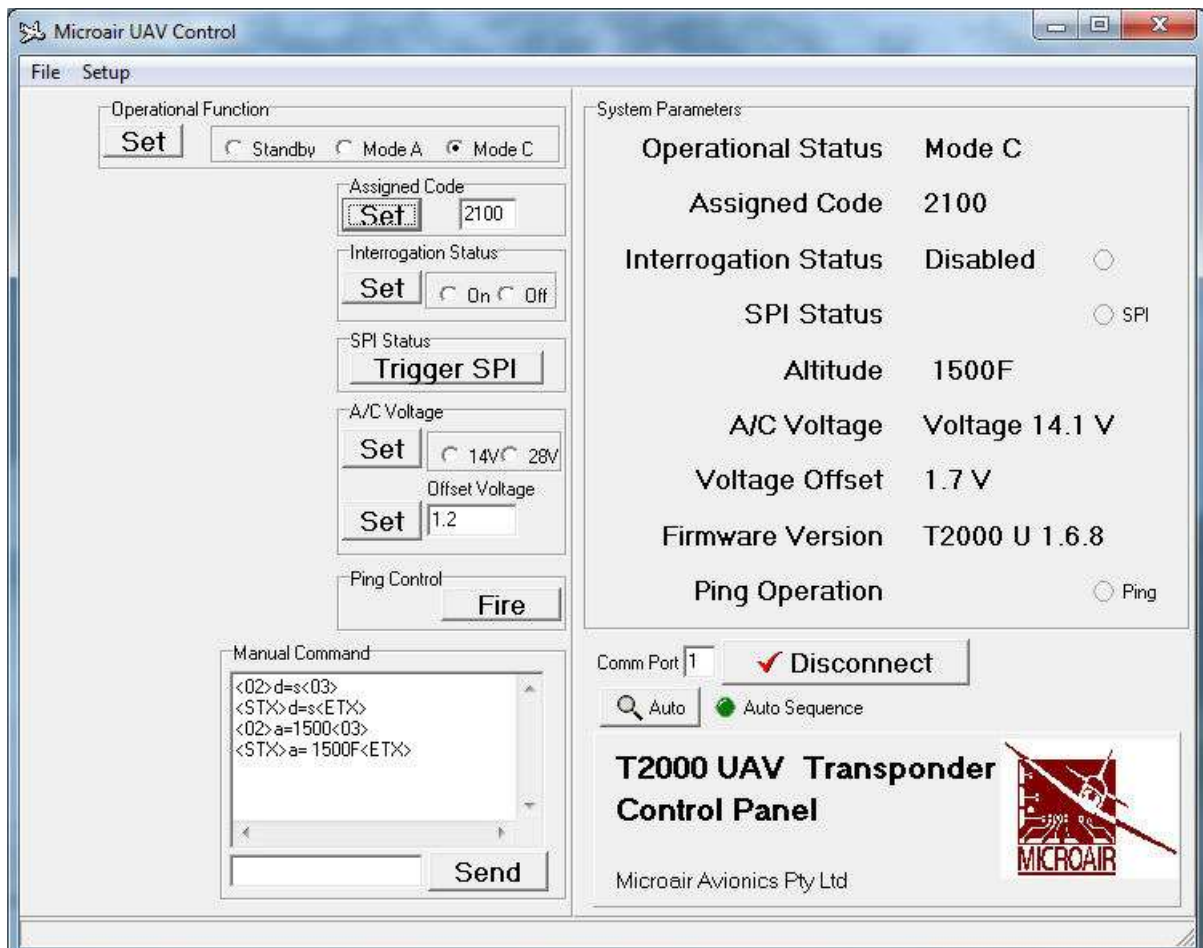 Microair UAV Control
File Setup
Operational Function
Set Standby Mode A Mode C
Assigned Code
Set 2100
Interrogation Status
Set On Off
SPI Status
Trigger SPI
A/C Voltage
Set 14V 28V
Offset Voltage
Set 1.2
Ping Control
Fire
Manual Command
<02>d=s<03>
<STX>d=s<ETX>
<02>a=1500<03>
<STX>a= 1500F<ETX>
Send
System Parameters
Operational Status Mode C
Assigned Code 2100
Interrogation Status Disabled
SPI Status SPI
Altitude 1500F
A/C Voltage Voltage 14.1 V
Voltage Offset 1.7 V
Firmware Version T2000 U 1.6.8
Ping Operation Ping
Comm Port 1 Disconnect
Auto Auto Sequence
T2000 UAV Transponder
Control Panel
Microair Avionics Pty Ltd
MICROAIR